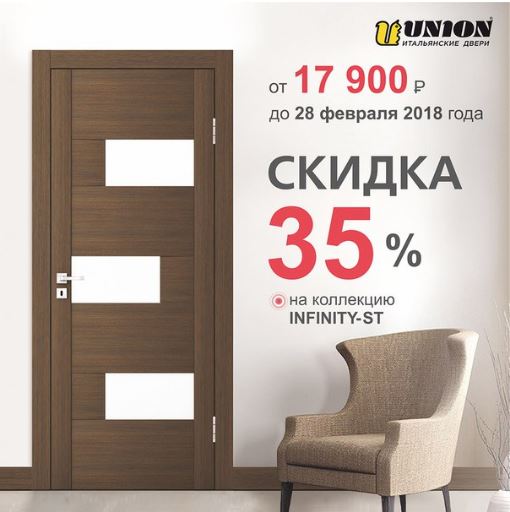 UNION
ИТАЛЬЯНСКИЕ ДВЕРИ
от 17 900 ₽
до 28 февраля 2018 года
СКИДКА
35 %
на коллекцию
INFINITY-ST